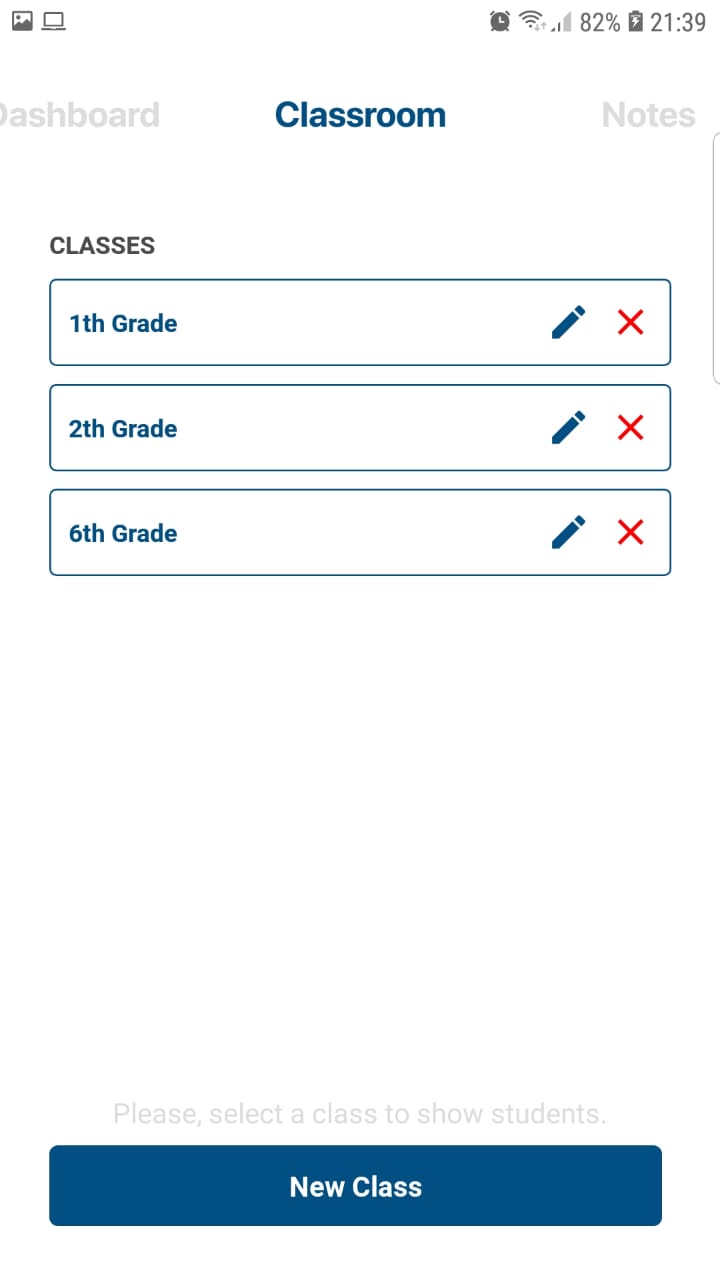 82% 21:39
Dashboard Classroom Notes
CLASSES
1th Grade
2th Grade
6th Grade
Please, select a class to show students.
New Class